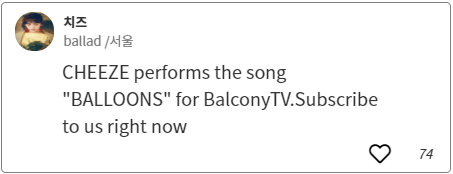 치즈
ballad /서울
CHEEZE performs the song
"BALLOONS" for BalconyTV.Subscribe
to us right now
74